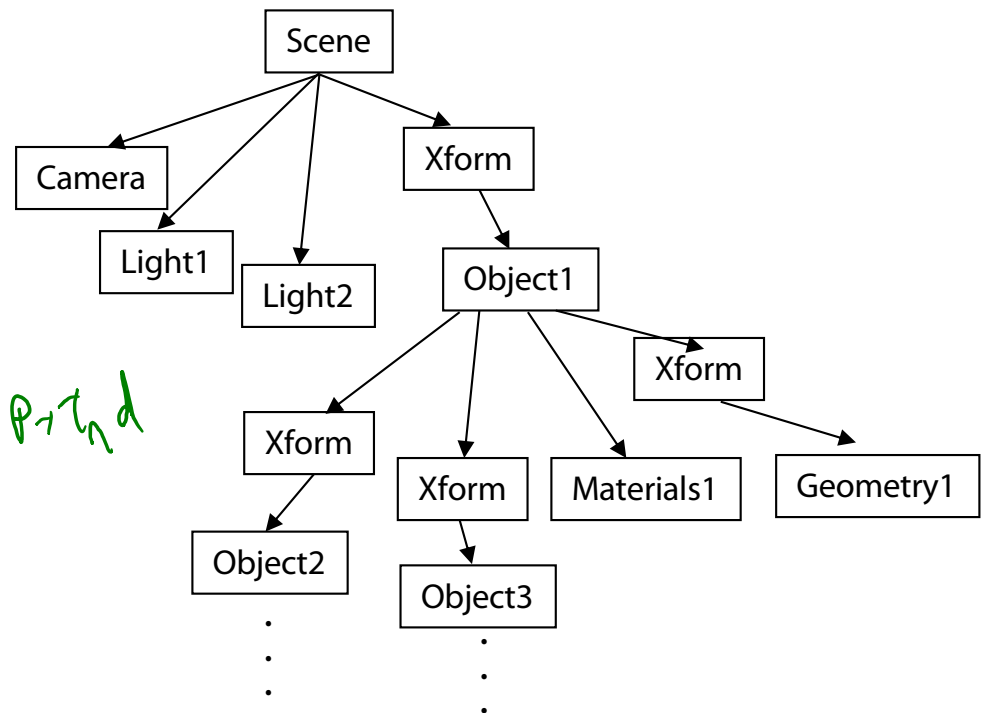 Scene
Camera
Xform
Light1
Light2
Object1
Xform
Xform
Xform
Materials1
Geometry1
Object2
Object3